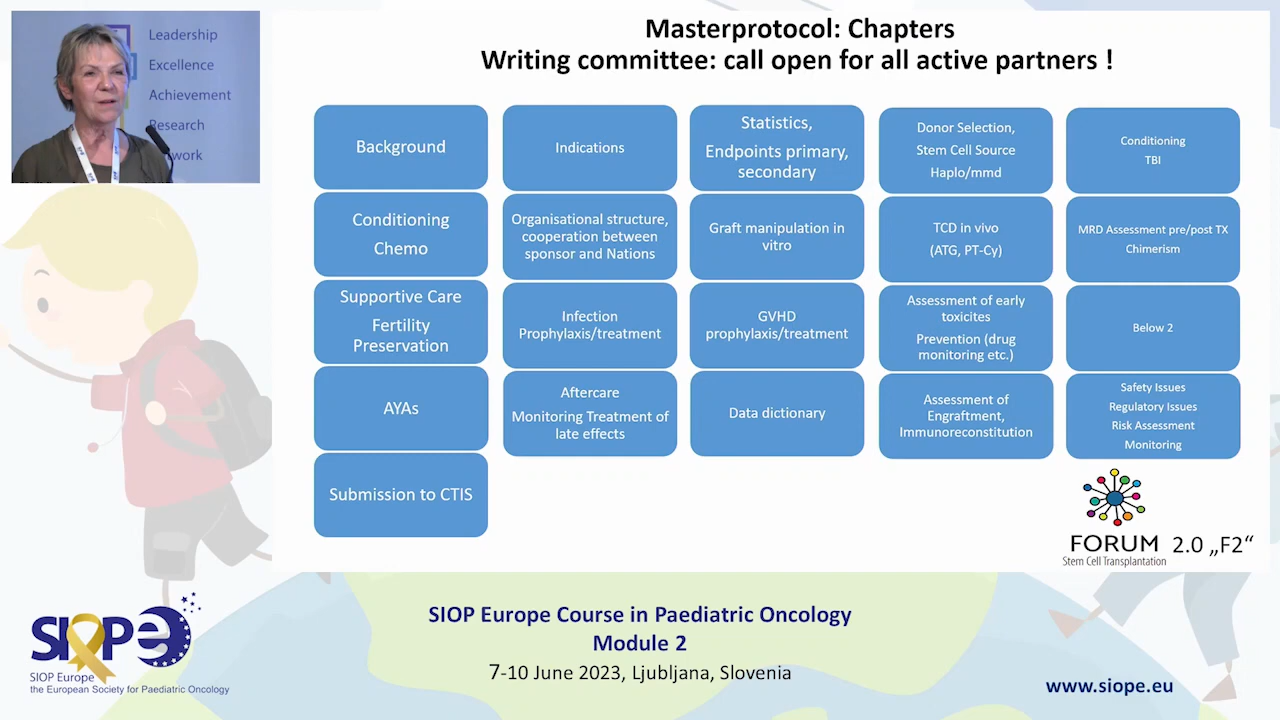 Leadership
Excellence
Achievement
Research
work
Masterprotocol: Chapters
Writing committee: call open for all active partners !
Background
Indications
Statistics,
Endpoints primary,
secondary
Donor Selection,
Stem Cell Source
Haplo/mmd
Conditioning
TBI
Conditioning
Chemo
Organisational structure,
cooperation between
sponsor and Nations
Graft manipulation in
vitro
TCD in vivo
(ATG, PT-Cy)
MRD Assessment pre/post TX
Chimerism
Supportive Care
Fertility
Preservation
Infection
Prophylaxis/treatment
GVHD
prophylaxis/treatment
Assessment of early
toxicites
Prevention (drug
monitoring etc.)
Below 2
AYAs
Aftercare
Monitoring Treatment of
late effects
Data dictionary
Assessment of
Engraftment,
Immunoreconstitution
Safety Issues
Regulatory Issues
Risk Assessment
Monitoring
Submission to CTIS
FORUM 2.0 „F2“
Stem Cell Transplantation
SIOP e
SIOP Europe
the European Society for Paediatric Oncology
SIOP Europe Course in Paediatric Oncology
Module 2
7-10 June 2023, Ljubljana, Slovenia
www.siope.eu